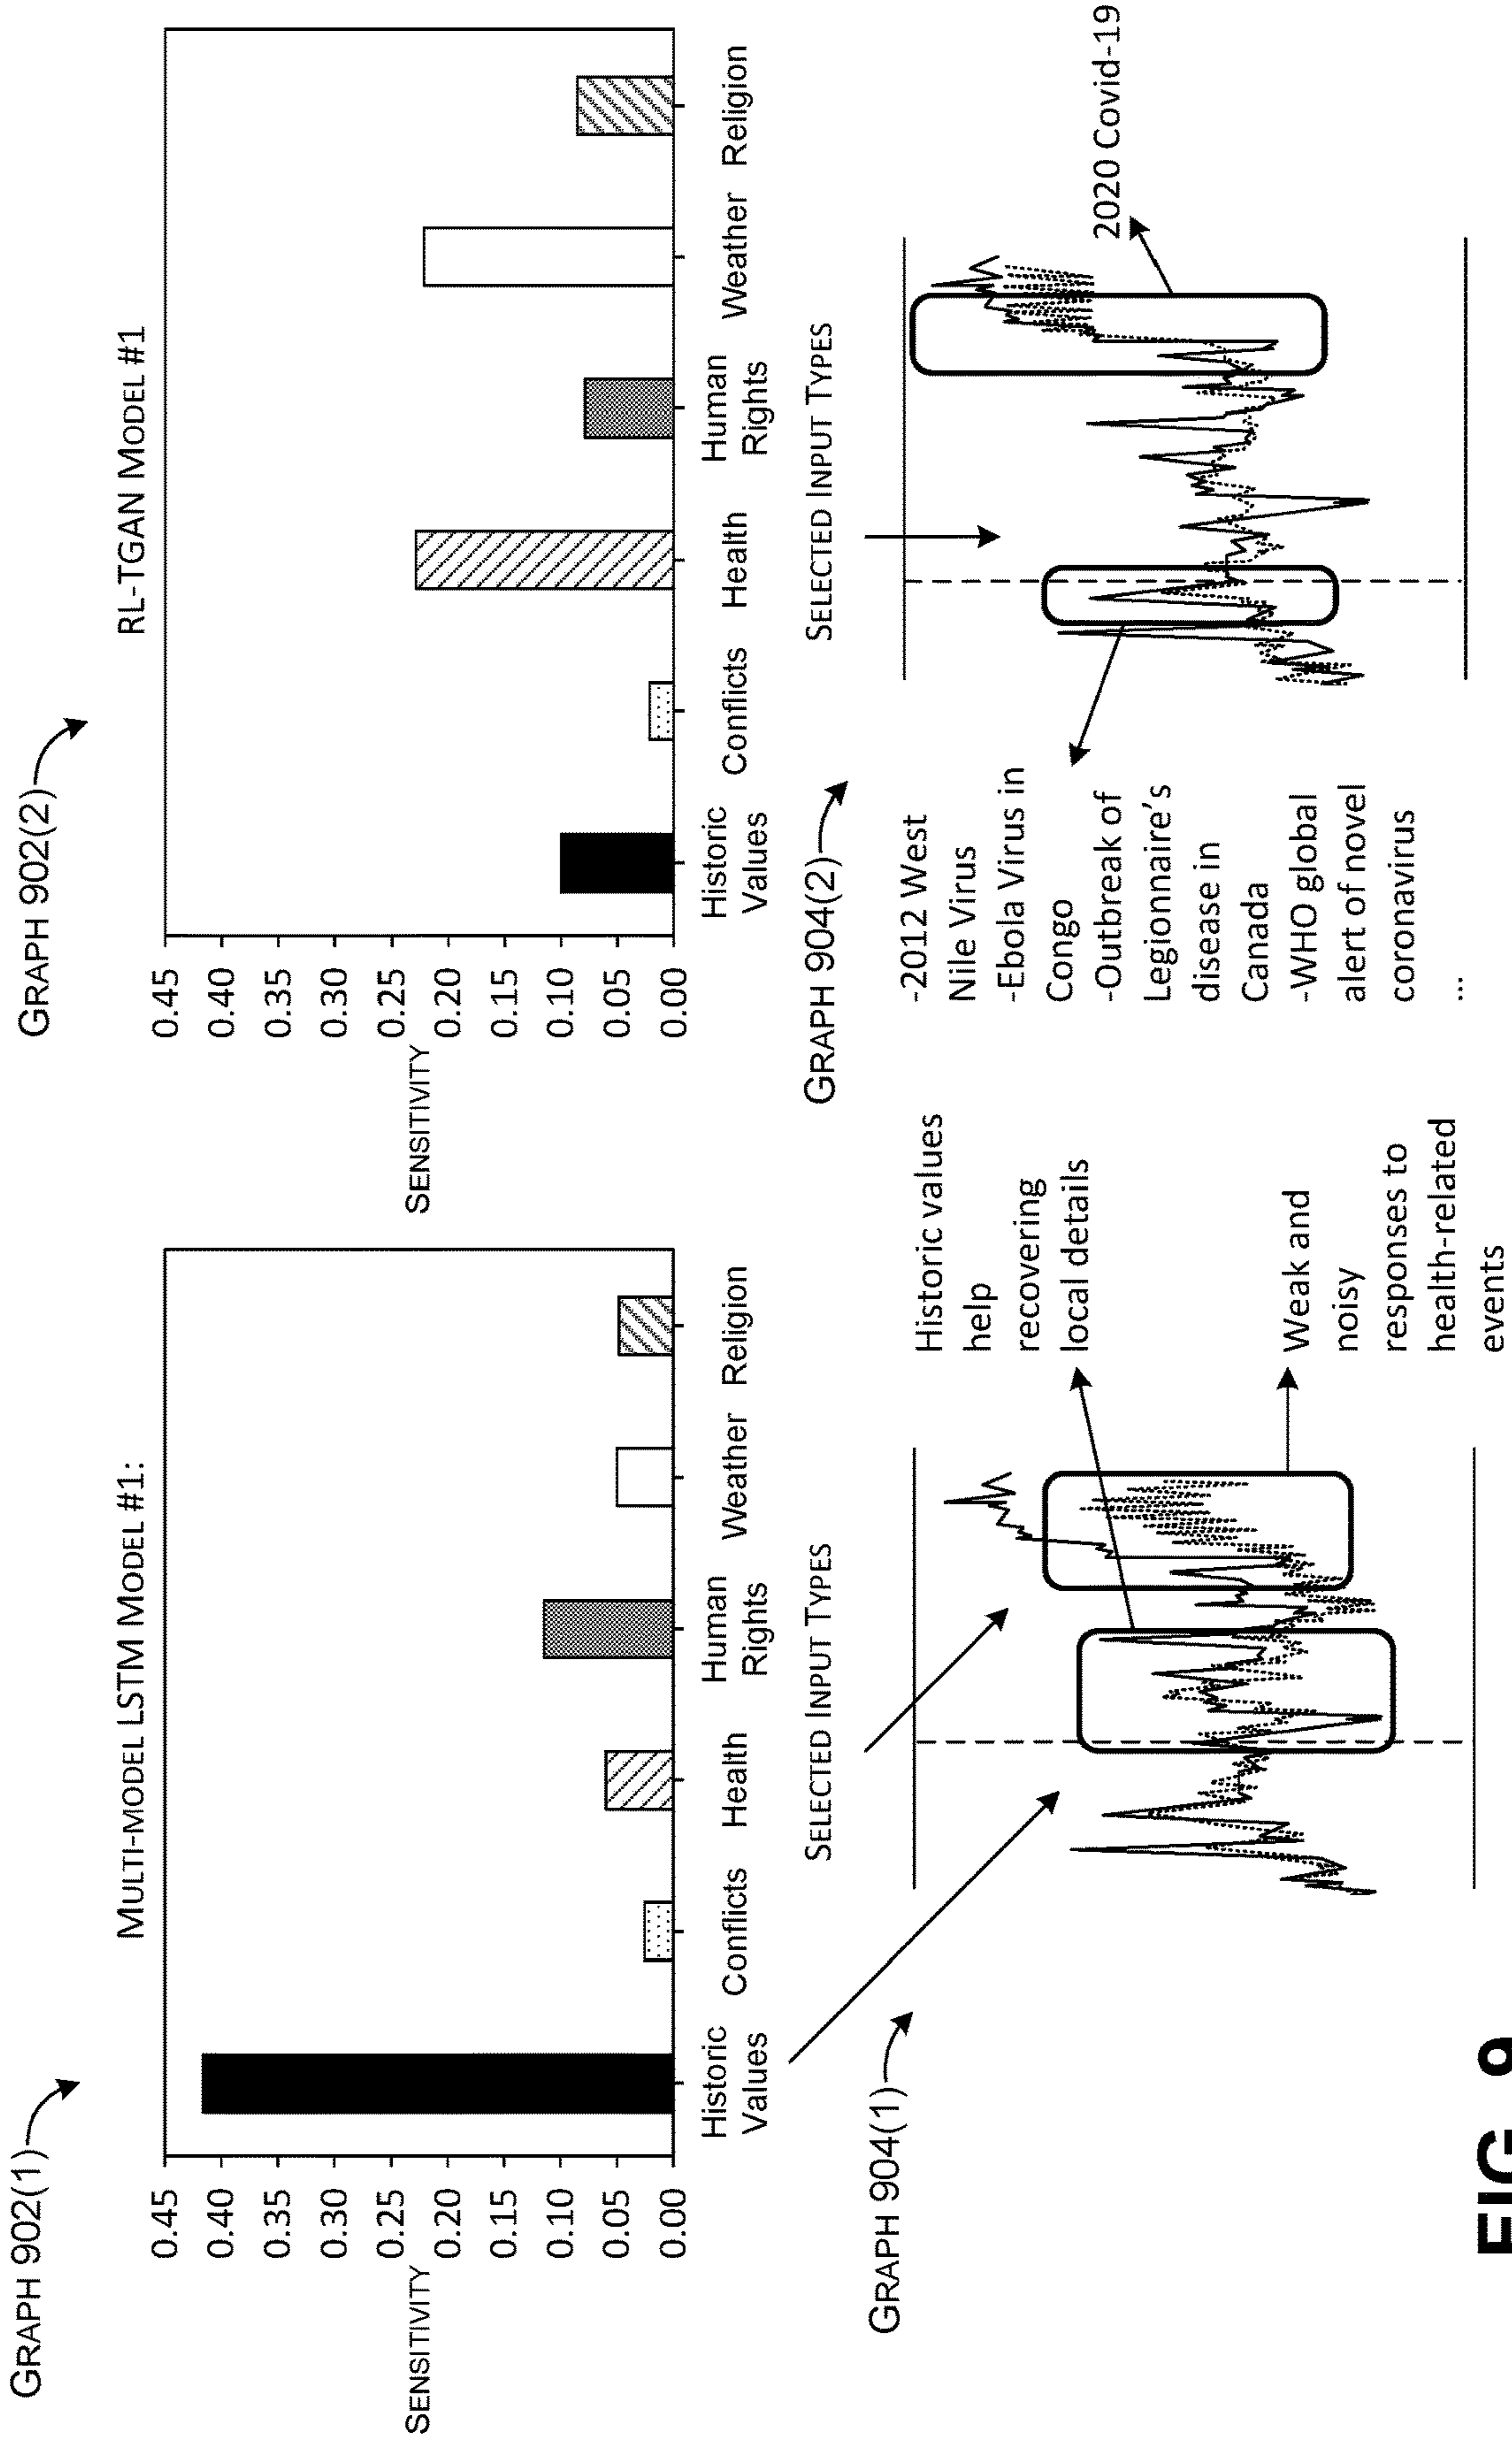 GRAPH 902(1)
MULTI-MODEL LSTM MODEL #1:
SENSITIVITY
0.45
0.40
0.35
0.30
0.25
0.20
0.15
0.10
0.05
0.00
Historic
Values
Conflicts
Health
Human
Rights
Weather
Religion
GRAPH 902(2)
RL-TGAN MODEL #1
SENSITIVITY
0.45
0.40
0.35
0.30
0.25
0.20
0.15
0.10
0.05
0.00
Historic
Values
Conflicts
Health
Human
Rights
Weather
Religion
GRAPH 904(1)
SELECTED INPUT TYPES
Historic values
help
recovering
local details
Weak and
noisy
responses to
health-related
events
GRAPH 904(2)
SELECTED INPUT TYPES
-2012 West
Nile Virus
-Ebola Virus in
Congo
-Outbreak of
Legionnaire's
disease in
Canada
-WHO global
alert of novel
coronavirus
...
2020 Covid-19
FIG. 9